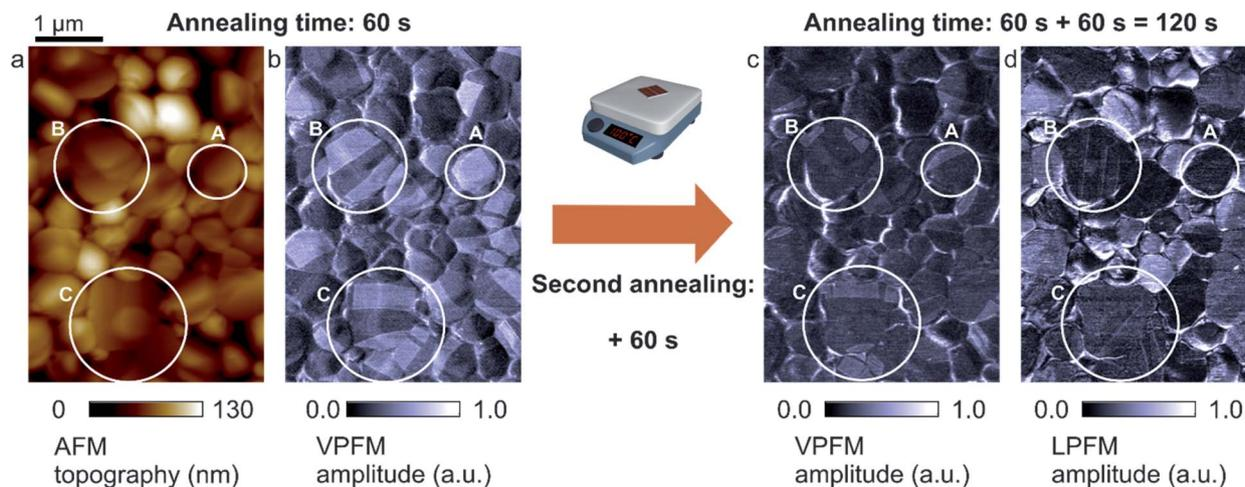 1 µm
Annealing time: 60 s
Annealing time: 60 s + 60 s = 120 s
a
b
c
d
B
A
C
B
A
C
100°C
Second annealing:
+ 60 s
B
A
C
B
A
C
0 130
AFM
topography (nm)
0.0 1.0
VPFM
amplitude (a.u.)
0.0 1.0
VPFM
amplitude (a.u.)
0.0 1.0
LPFM
amplitude (a.u.)